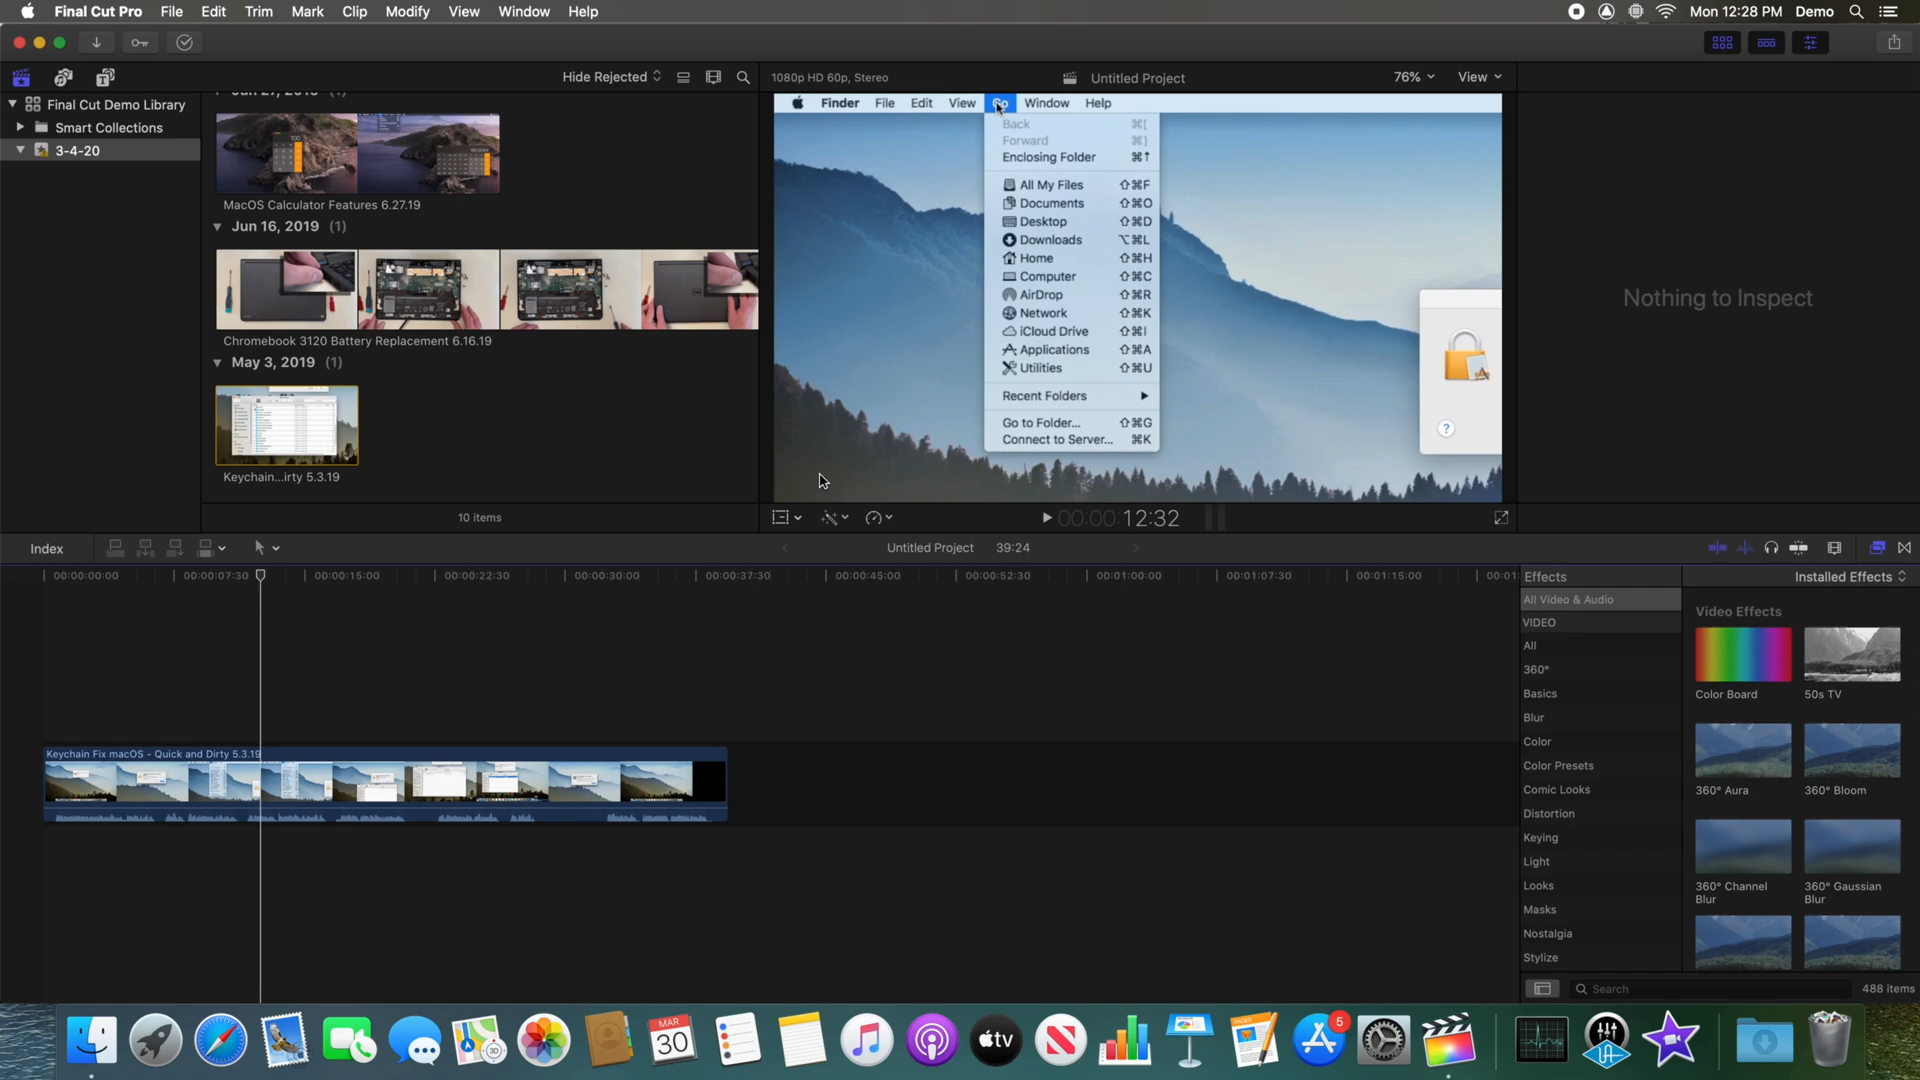 Final Cut Pro File Edit Trim Mark Clip Modify View Window Help Mon 12:28 PM Demo
Hide Rejected
1080p HD 60p, Stereo
Untitled Project
76%
View
Final Cut Demo Library
Smart Collections
3-4-20
MacOS Calculator Features 6.27.19
Jun 16, 2019 (1)
Chromebook 3120 Battery Replacement 6.16.19
May 3, 2019 (1)
Keychain...irty 5.3.19
10 items
Finder File Edit View Go Window Help
Back ⌘[
Forward ⌘]
Enclosing Folder ⌘↑
All My Files ⇧⌘F
Documents ⇧⌘O
Desktop ⇧⌘D
Downloads ⌥⌘L
Home ⇧⌘H
Computer ⇧⌘C
AirDrop ⇧⌘R
Network ⇧⌘K
iCloud Drive ⇧⌘I
Applications ⇧⌘A
Utilities ⇧⌘U
Recent Folders
Go to Folder... ⇧⌘G
Connect to Server... ⌘K
?
00:00:12:32
Nothing to Inspect
Index
Untitled Project 39:24
00:00:00:00 00:00:07:30 00:00:15:00 00:00:22:30 00:00:30:00 00:00:37:30 00:00:45:00 00:00:52:30 00:01:00:00 00:01:07:30 00:01:15:00 00:01:
Keychain Fix macOS - Quick and Dirty 5.3.19
Effects
Installed Effects
All Video & Audio
VIDEO
All
360°
Basics
Blur
Color
Color Presets
Comic Looks
Distortion
Keying
Light
Looks
Masks
Nostalgia
Stylize
Video Effects
Color Board
50s TV
360° Aura
360° Bloom
360° Channel
Blur
360° Gaussian
Blur
Search
488 items
3D
MAR
30
tv
PAGES
5